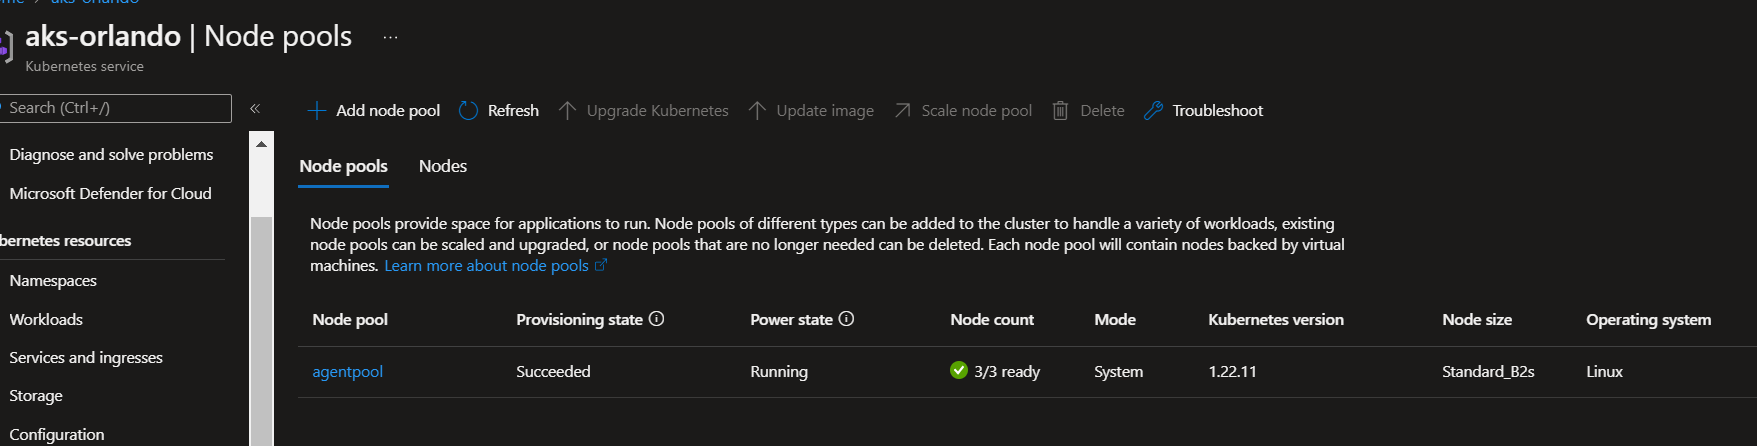 aks-orlando
aks-orlando | Node pools ...
Kubernetes service
Search (Ctrl+/)
«
Add node pool
Refresh
Upgrade Kubernetes
Update image
Scale node pool
Delete
Troubleshoot
Diagnose and solve problems
Microsoft Defender for Cloud
bernetes resources
Namespaces
Workloads
Services and ingresses
Storage
Configuration
Node pools
Nodes
Node pools provide space for applications to run. Node pools of different types can be added to the cluster to handle a variety of workloads, existing
node pools can be scaled and upgraded, or node pools that are no longer needed can be deleted. Each node pool will contain nodes backed by virtual
machines. Learn more about node pools
Node pool Provisioning state Power state Node count Mode Kubernetes version Node size Operating system
agentpool Succeeded Running 3/3 ready System 1.22.11 Standard_B2s Linux